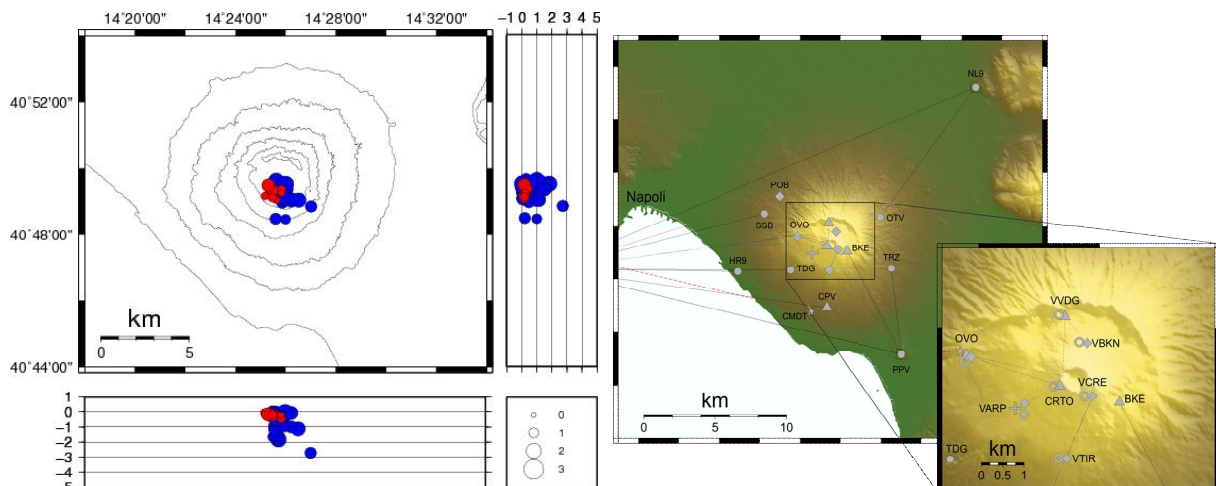 14°20'00" 14°24'00" 14°28'00" 14°32'00"
-1 0 1 2 3 4 5
40°52'00"
40°48'00"
40°44'00"
km
0 5
1
0
-1
-2
-3
-4
5
0
1
2
3
NL9
Napoli
POB
SGB
OVO
OTV
BKE
HR9
TDG
TRZ
CPV
CMDT
PPV
km
0 5 10
VVDG
OVO
VBKN
VCRE
CRTO
BKE
VARP
TDG
km
0 0.5 1
VTIR